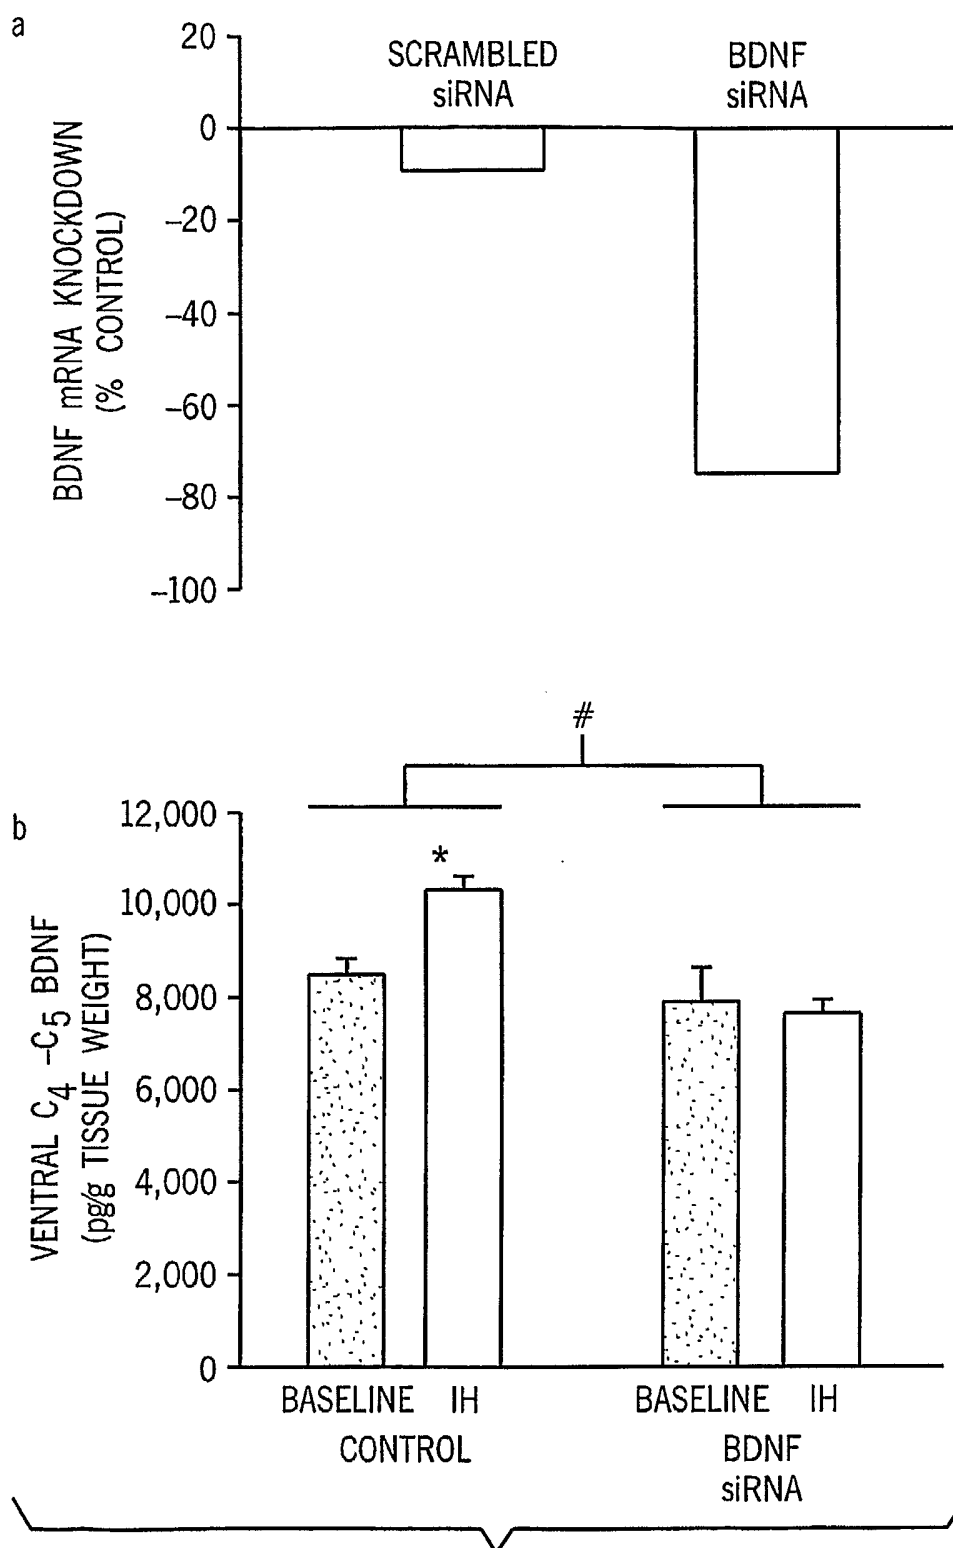 a
BDNF mRNA KNOCKDOWN
(% CONTROL)
20
0
–20
–40
–60
–80
–100
SCRAMBLED
siRNA
BDNF
siRNA
b
VENTRAL C4 –C5 BDNF
(pg/g TISSUE WEIGHT)
#
*
12,000
10,000
8,000
6,000
4,000
2,000
0
BASELINE IH
CONTROL
BASELINE IH
BDNF
siRNA